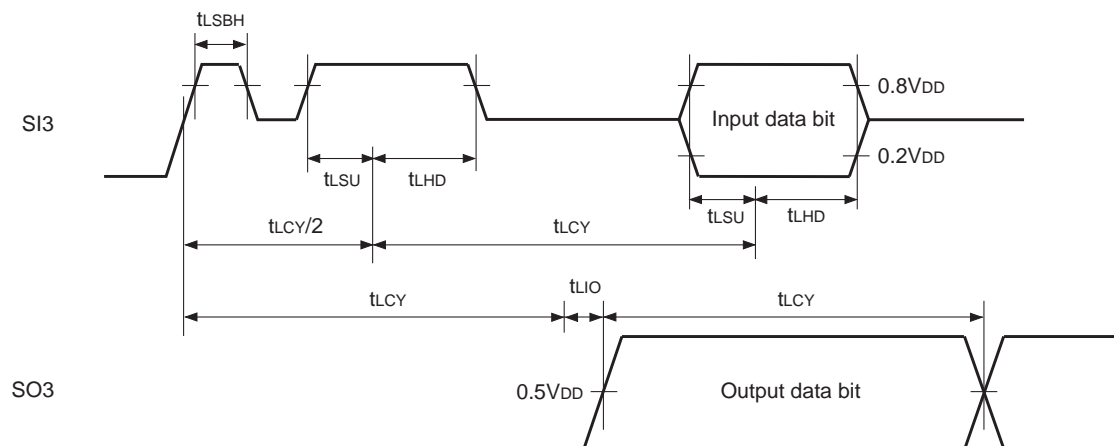 tLSBH
0.8VDD
SI3
Input data bit
0.2VDD
tLSU
tLHD
tLSU
tLHD
tLCY/2
tLCY
tLCY
tLIO
tLCY
0.5VDD
SO3
Output data bit